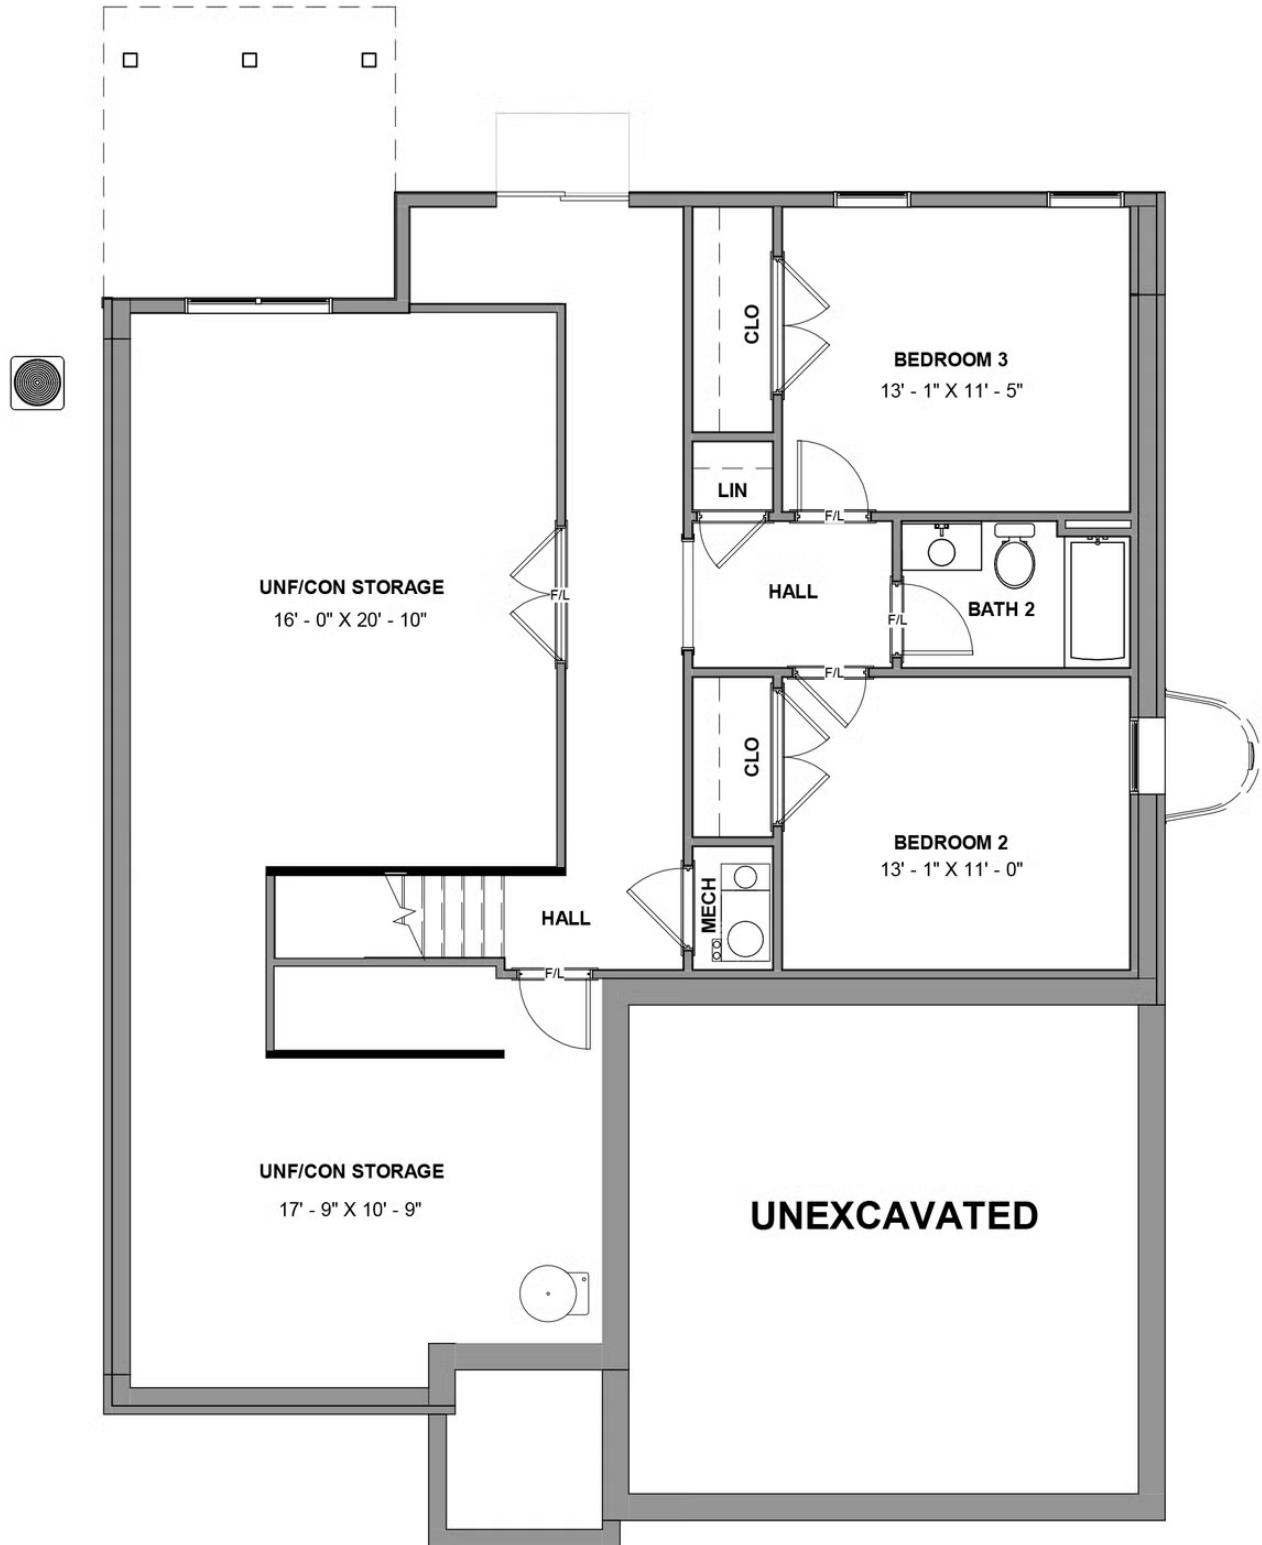 CLO
BEDROOM 3
13' - 1" X 11' - 5"
LIN
F/L
UNF/CON STORAGE
16' - 0" X 20' - 10"
F/L
HALL
F/L
BATH 2
F/L
CLO
BEDROOM 2
13' - 1" X 11' - 0"
MECH
HALL
F/L
UNF/CON STORAGE
17' - 9" X 10' - 9"
UNEXCAVATED